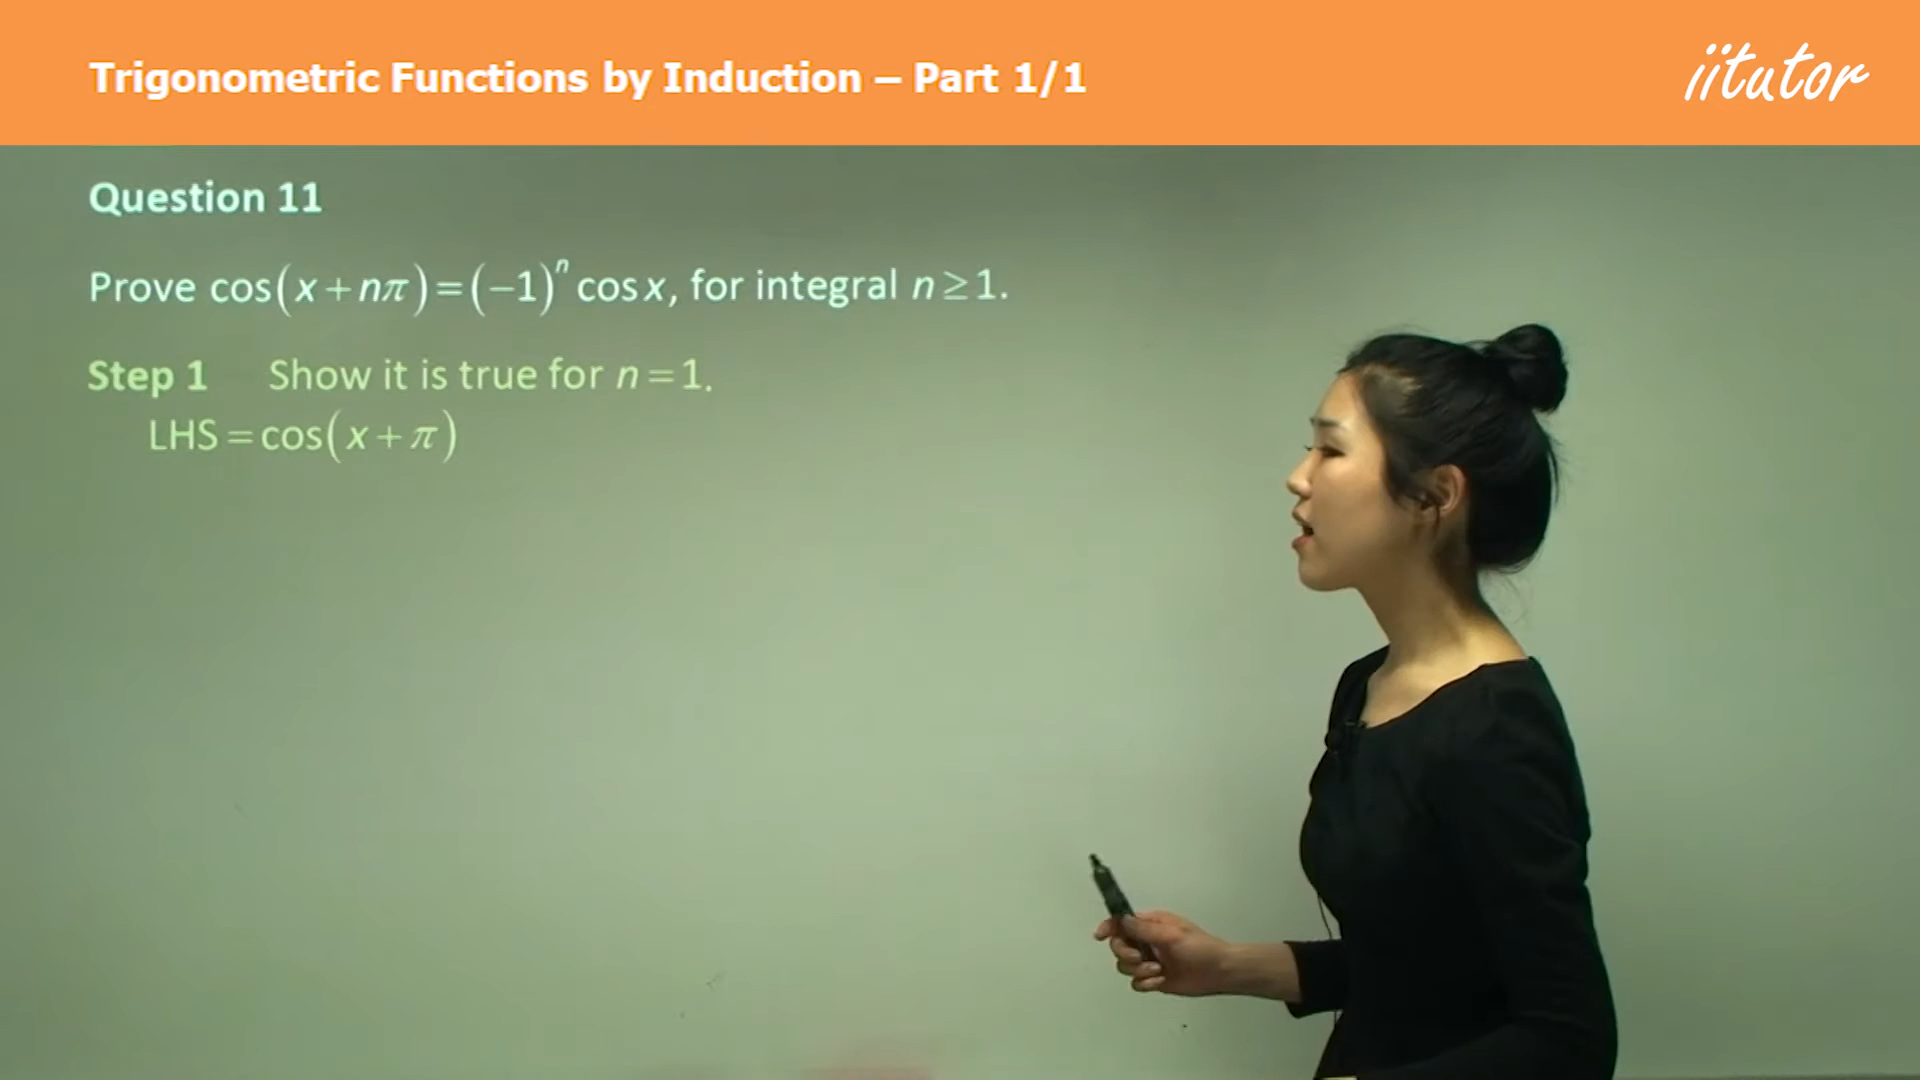 Trigonometric Functions by Induction – Part 1/1
iitutor
Question 11
Prove cos(x+nπ)=(−1)ⁿ cos x, for integral n≥1.
Step 1 Show it is true for n=1.
LHS=cos(x+π)